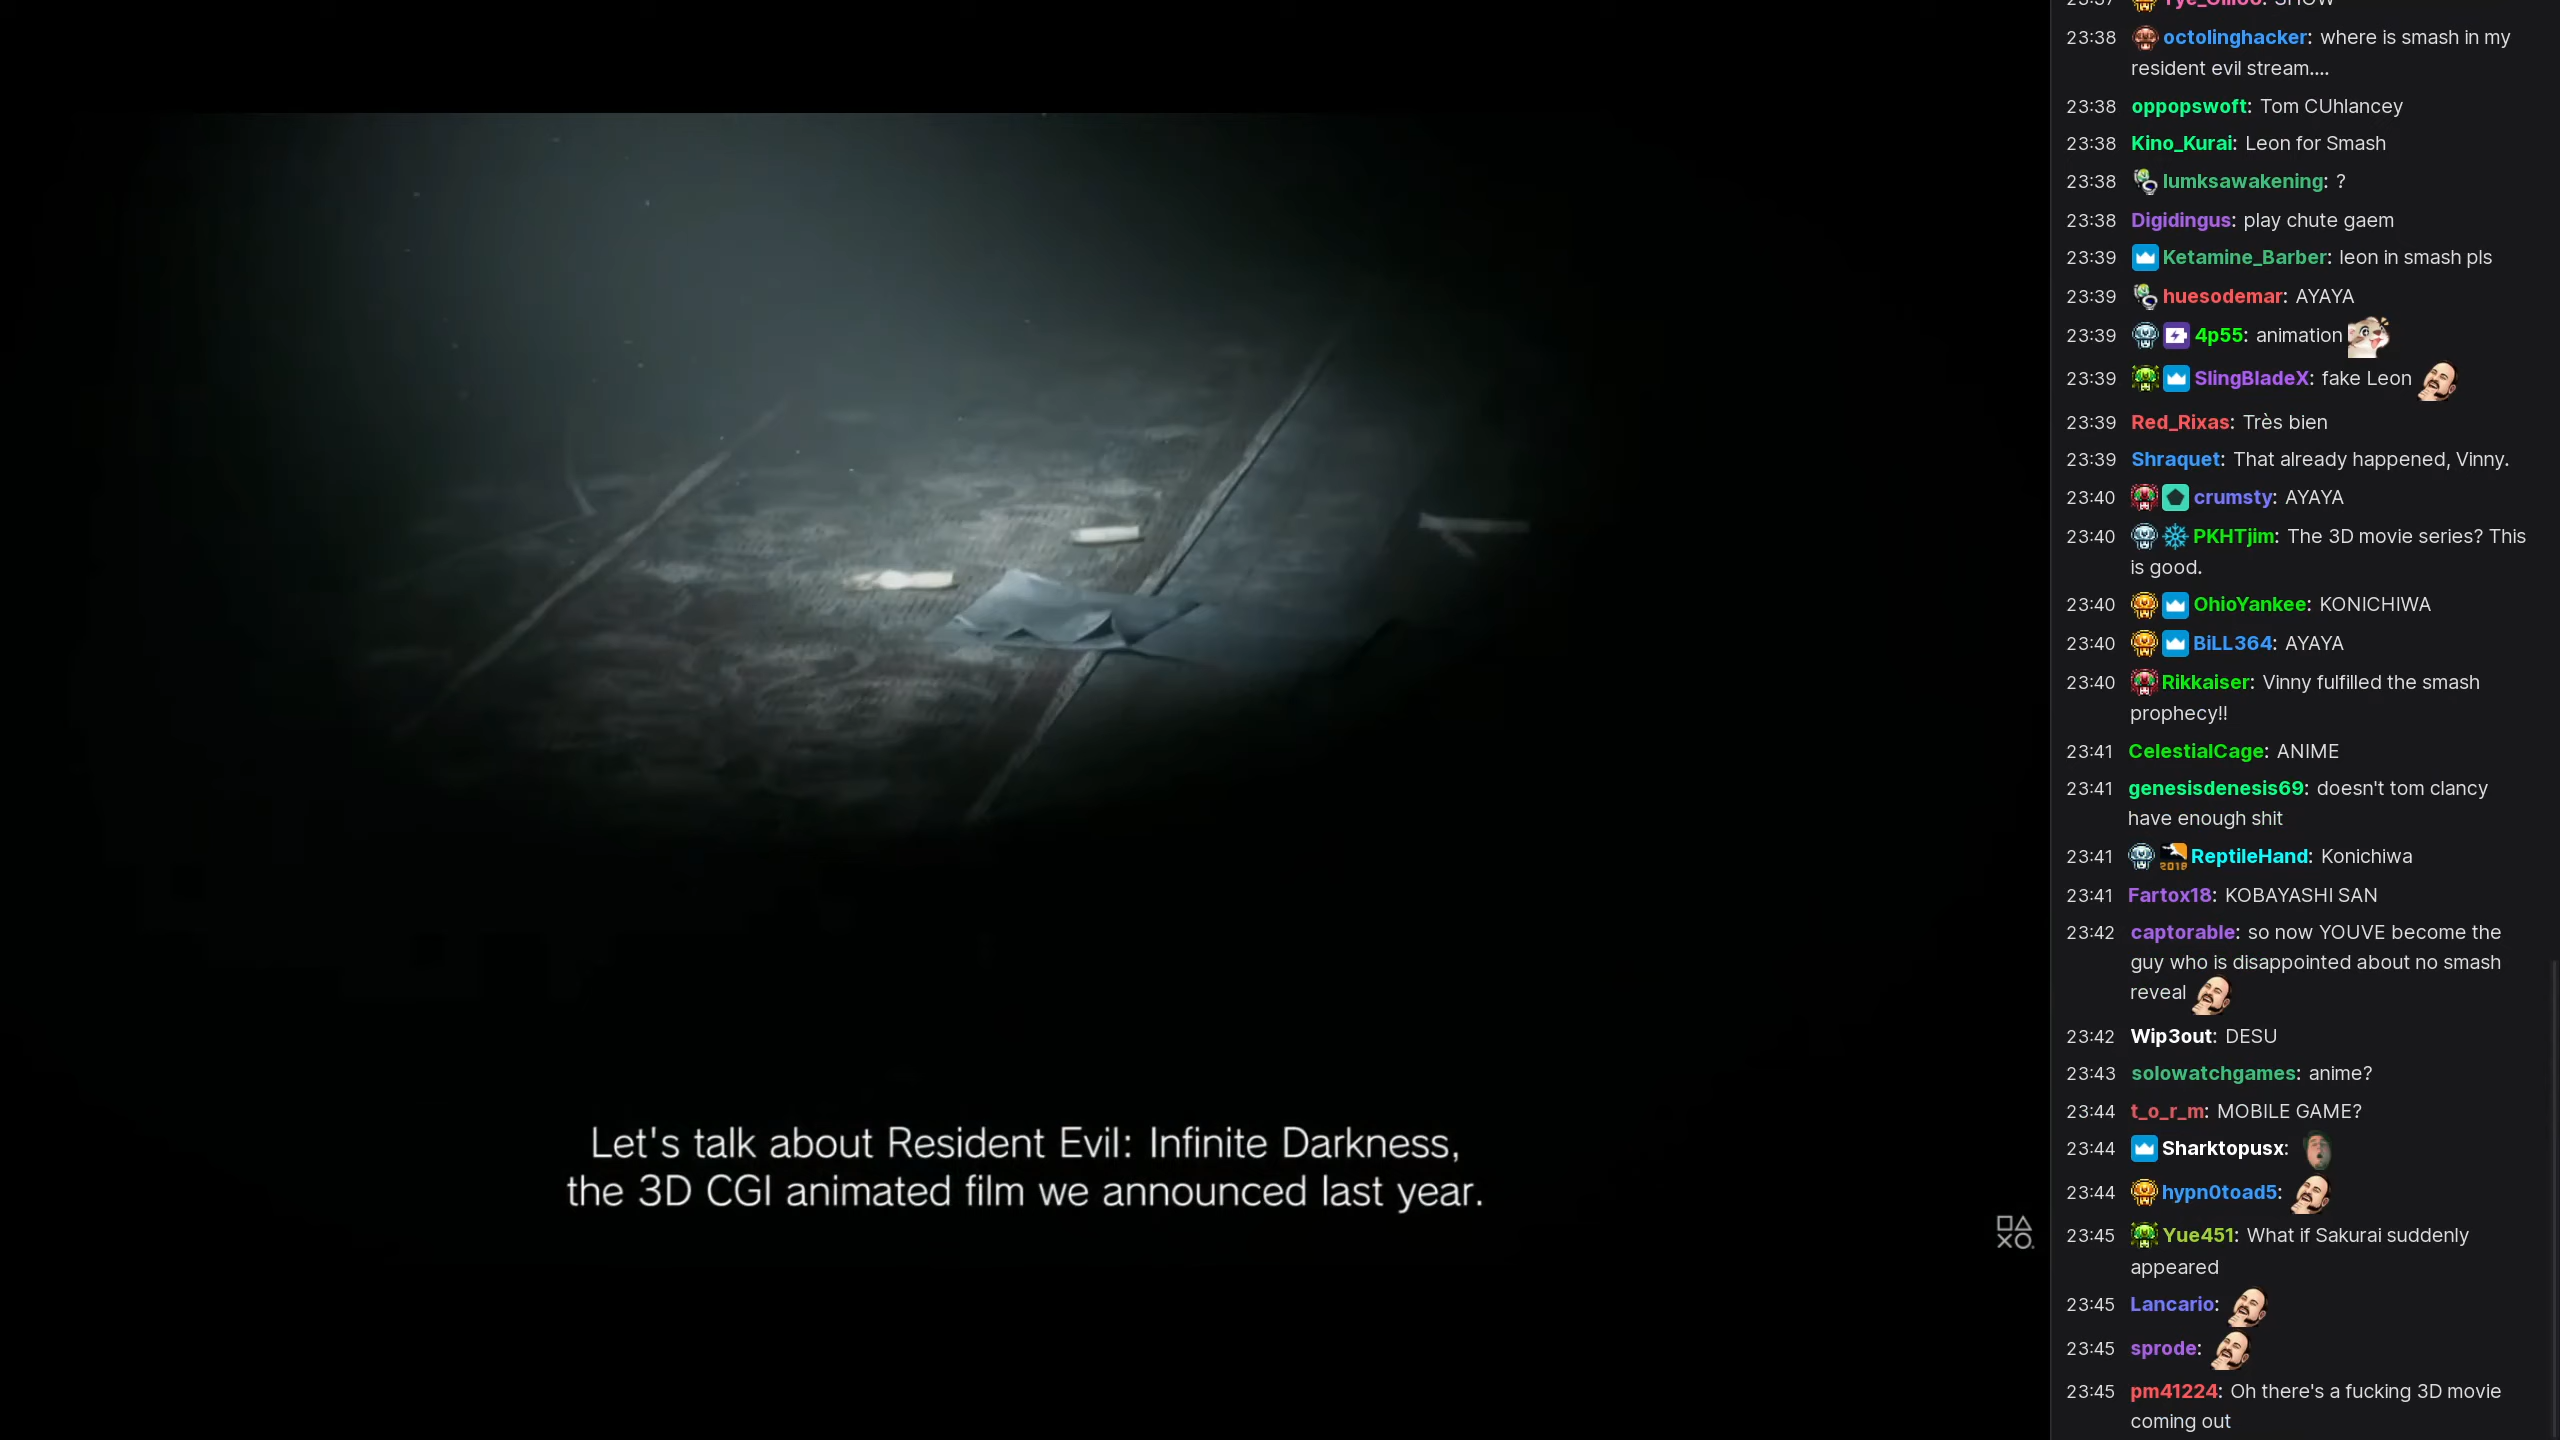 Let's talk about Resident Evil: Infinite Darkness,
the 3D CGI animated film we announced last year.
23:38 octolinghacker: where is smash in my
resident evil stream....
23:38 oppopswoft: Tom CUhlancey
23:38 Kino_Kurai: Leon for Smash
23:38 lumksawakening: ?
23:38 Digidingus: play chute gaem
23:39 Ketamine_Barber: leon in smash pls
23:39 huesodemar: AYAYA
23:39 4p55: animation
23:39 SlingBladeX: fake Leon
23:39 Red_Rixas: Très bien
23:39 Shraquet: That already happened, Vinny.
23:40 crumsty: AYAYA
23:40 PKHTjim: The 3D movie series? This
is good.
23:40 OhioYankee: KONICHIWA
23:40 BiLL364: AYAYA
23:40 Rikkaiser: Vinny fulfilled the smash
prophecy!!
23:41 CelestialCage: ANIME
23:41 genesisdenesis69: doesn't tom clancy
have enough shit
23:41 2018 ReptileHand: Konichiwa
23:41 Fartox18: KOBAYASHI SAN
23:42 captorable: so now YOUVE become the
guy who is disappointed about no smash
reveal
23:42 Wip3out: DESU
23:43 solowatchgames: anime?
23:44 t_o_r_m: MOBILE GAME?
23:44 Sharktopusx:
23:44 hypn0toad5:
23:45 Yue451: What if Sakurai suddenly
appeared
23:45 Lancario:
23:45 sprode:
23:45 pm41224: Oh there's a fucking 3D movie
coming out